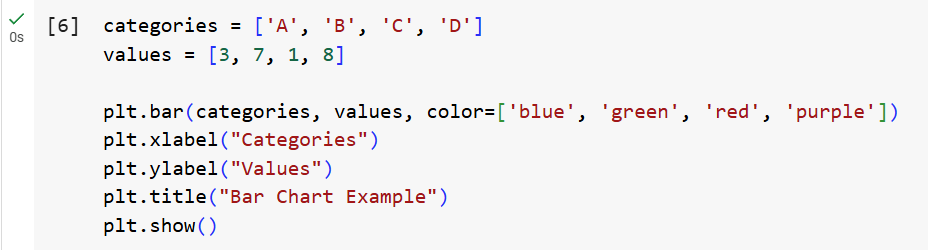 [6] categories = ['A', 'B', 'C', 'D']
0s values = [3, 7, 1, 8]
plt.bar(categories, values, color=['blue', 'green', 'red', 'purple'])
plt.xlabel("Categories")
plt.ylabel("Values")
plt.title("Bar Chart Example")
plt.show()